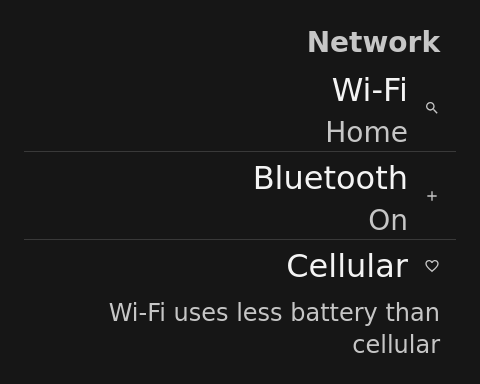 Network
Wi-Fi
Home
Bluetooth
On
Cellular
Wi-Fi uses less battery than
cellular